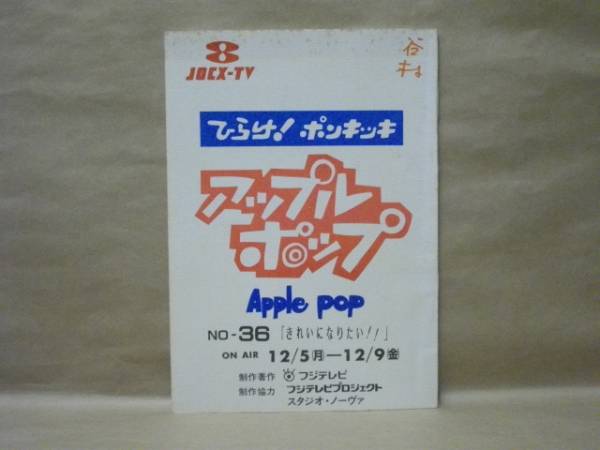 8
JOCX-TV
谷村
ひらけ!ポンキッキ
アップル
ポップ
Apple pop
NO-36「きれいになりたい!!」
ON AIR 12/5(月)—12/9(金)
制作著作 フジテレビ
制作協力 フジテレビプロジェクト
スタジオ・ノーヴァ